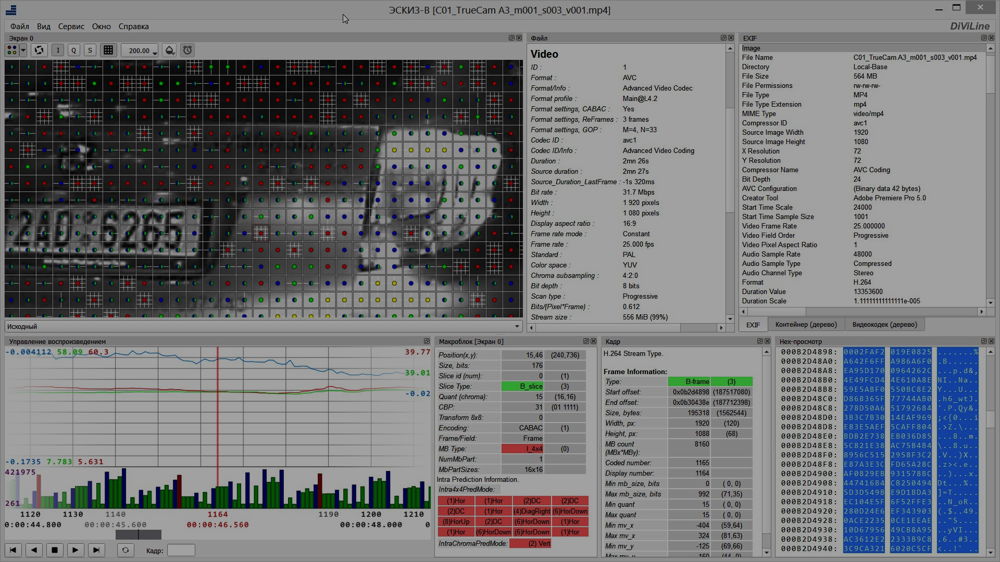 ЭСКИЗ-В [C01_TrueCam A3_m001_s003_v001.mp4]
Файл Вид Сервис Окно Справка
DiViLine
Экран 0
I Q S 200.00
Исходный
Файл
Video
ID : 1
Format : AVC
Format/Info : Advanced Video Codec
Format profile : Main@L4.2
Format settings, CABAC : Yes
Format settings, ReFrames : 3 frames
Format settings, GOP : M=4, N=33
Codec ID : avc1
Codec ID/Info : Advanced Video Coding
Duration : 2mn 26s
Source duration : 2mn 27s
Source_Duration_LastFrame : -1s 320ms
Bit rate : 31.7 Mbps
Width : 1 920 pixels
Height : 1 080 pixels
Display aspect ratio : 16:9
Frame rate mode : Constant
Frame rate : 25.000 fps
Standard : PAL
Color space : YUV
Chroma subsampling : 4:2:0
Bit depth : 8 bits
Scan type : Progressive
Bits/(Pixel*Frame) : 0.612
Stream size : 556 MiB (99%)
EXIF
Image
File Name C01_TrueCam A3_m001_s003_v001.mp4
Directory Local-Base
File Size 564 MB
File Permissions rw-rw-rw-
File Type MP4
File Type Extension mp4
MIME Type video/mp4
Compressor ID avc1
Source Image Width 1920
Source Image Height 1080
X Resolution 72
Y Resolution 72
Compressor Name AVC Coding
Bit Depth 24
AVC Configuration (Binary data 42 bytes)
Creator Tool Adobe Premiere Pro 5.0
Start Time Scale 24000
Start Time Sample Size 1001
Video Frame Rate 25.000000
Video Field Order Progressive
Video Pixel Aspect Ratio 1
Audio Sample Rate 48000
Audio Sample Type Compressed
Audio Channel Type Stereo
Format H.264
Duration Value 13353600
Duration Scale 1.11111111111111e-005
EXIF Контейнер (дерево) Видеокодек (дерево)
Управление воспроизведением
-0.004112 58.09 60.3 39.77
39.01
-0.02
-0.1735 7.783 5.631
421975
261
1120 1130 1140 1164 1190 1200 1210
0:00:44.800 00:00:45.600 00:00:46.560 00:00:48.000 0
Кадр:
Макроблок [Экран 0]
Position(x,y): 15,46 (240,736)
Size, bits: 176
Slice id (num): 0 (1)
Slice Type: B_slice (3)
Quant (chroma): 15 (16,16)
CBP: 31 (01 1111)
Transform 8x8: 0
Encoding: CABAC (1)
Frame/Field: Frame
MB Type: I_4x4 (0)
NumMbPart: 1
MbPartSizes: 16x16
Intra Prediction Information.
Intra4x4PredMode:
(1)Hor (1)Hor (2)DC (2)DC
(2)DC (1)Hor (4)DiagRight (6)HorDown
(8)HorUp (2)DC (6)HorDown (1)Hor
(1)Hor (6)HorDown (6)HorDown (1)Hor
IntraChromaPredMode: (2) Vert
Кадр
H.264 Stream Type.
Frame Information:
Type: B-frame (3)
Start offset: 0x0b2d4898 (187517080)
End offset: 0x0b30438e (187712398)
Size, bytes: 195318 (1562544)
Width, px: 1920 (120)
Height, px: 1088 (68)
MB count 8160
(MBx*MBy):
Coded number: 1165
Display number: 1164
Min mb_size, bits 0 ( 0, 0)
Max mb_size, bits 992 (71,35)
Min quant 15 ( 0, 0)
Max quant 15 ( 0, 0)
Min mv_x -404 (59,64)
Max mv_x 324 (81,63)
Min mv_y -125 (69,66)
Max mv_y 160 (44, 0)
Hex-просмотр
000B2D4898: 0002FAF2 019E0825 .......%
000B2D48A0: A642F6FF A986A6F0 .B......
000B2D48A8: EA95D170 0964262C ...p.d&,
000B2D48B0: 4E49FCD4 4E610A8E NI..Na..
000B2D48B8: 59E5ABF0 550BC8E2 Y...U...
000B2D48C0: D868365F 77744AB0 .h6_wtJ.
000B2D48C8: 278D50A6 51792684 '.P.Qy&.
000B2D48D0: 3B3C7B30 14EAF969 ;<{0...i
000B2D48D8: E83E5AEF 5CAFF804 .>Z.\...
000B2D48E0: BDB2E738 EB036D85 ...8..m.
000B2D48E8: 5C821E38 AC75B4B4 \..8.u..
000B2D48F0: 8956C515 2958F3C2 .V..)X..
000B2D48F8: E87A3E3C FD65A28C .z><.e..
000B2D4900: AF0829EB 931578BC ..)...x.
000B2D4908: 447416B4 CB250494 Dt...%..
000B2D4910: 5D3D549B E9D1BDA3 ]=T.....
000B2D4918: EC104E5F 6F52FFE3 ..N_oR..
000B2D4920: 280D24E6 EF343903 (.$..49.
000B2D4928: 0ACE2235 0CE1EEAE .."5....
000B2D4930: 10D67956 49CB8A95 ..yVI...
000B2D4938: AC3612E2 2333B9C8 .6..#3..
000B2D4940: 3C9CA321 6020C5CF <..!` ..